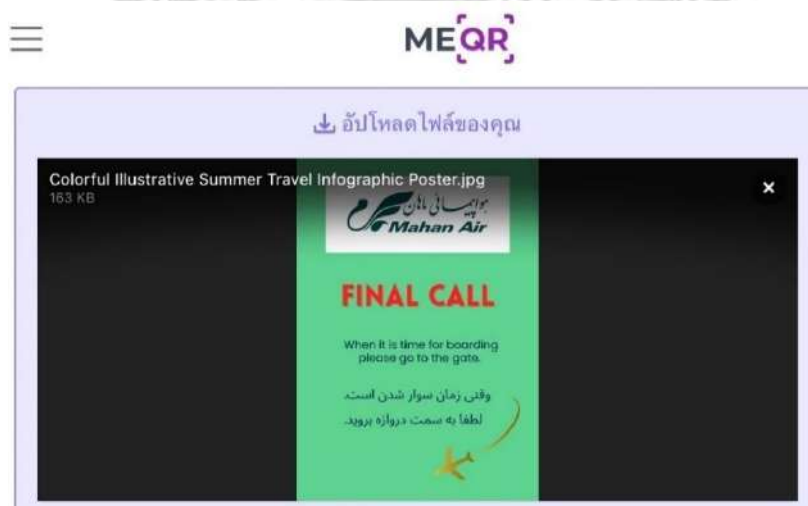 MEQR
อัปโหลดไฟล์ของคุณ
Colorful Illustrative Summer Travel Infographic Poster.jpg
163 KB
هواپیمایی ماهان
Mahan Air
FINAL CALL
When it is time for boarding
please go to the gate.
وقتی زمان سوار شدن است.
لطفا به سمت دروازه بروید.